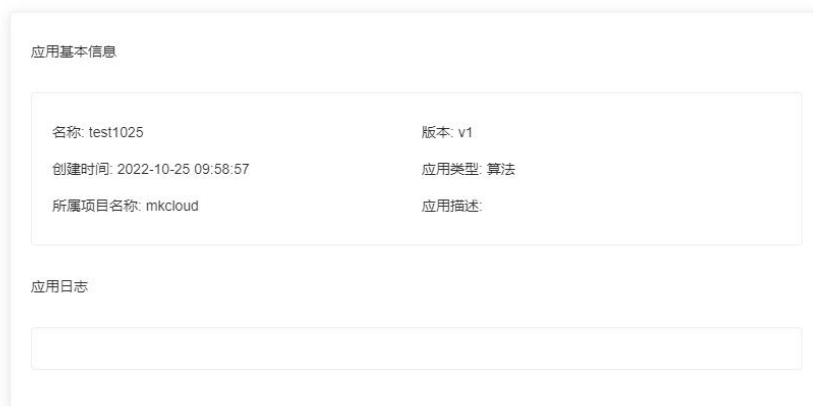 应用基本信息
名称: test1025
版本: v1
创建时间: 2022-10-25 09:58:57
应用类型: 算法
所属项目名称: mkcloud
应用描述:
应用日志